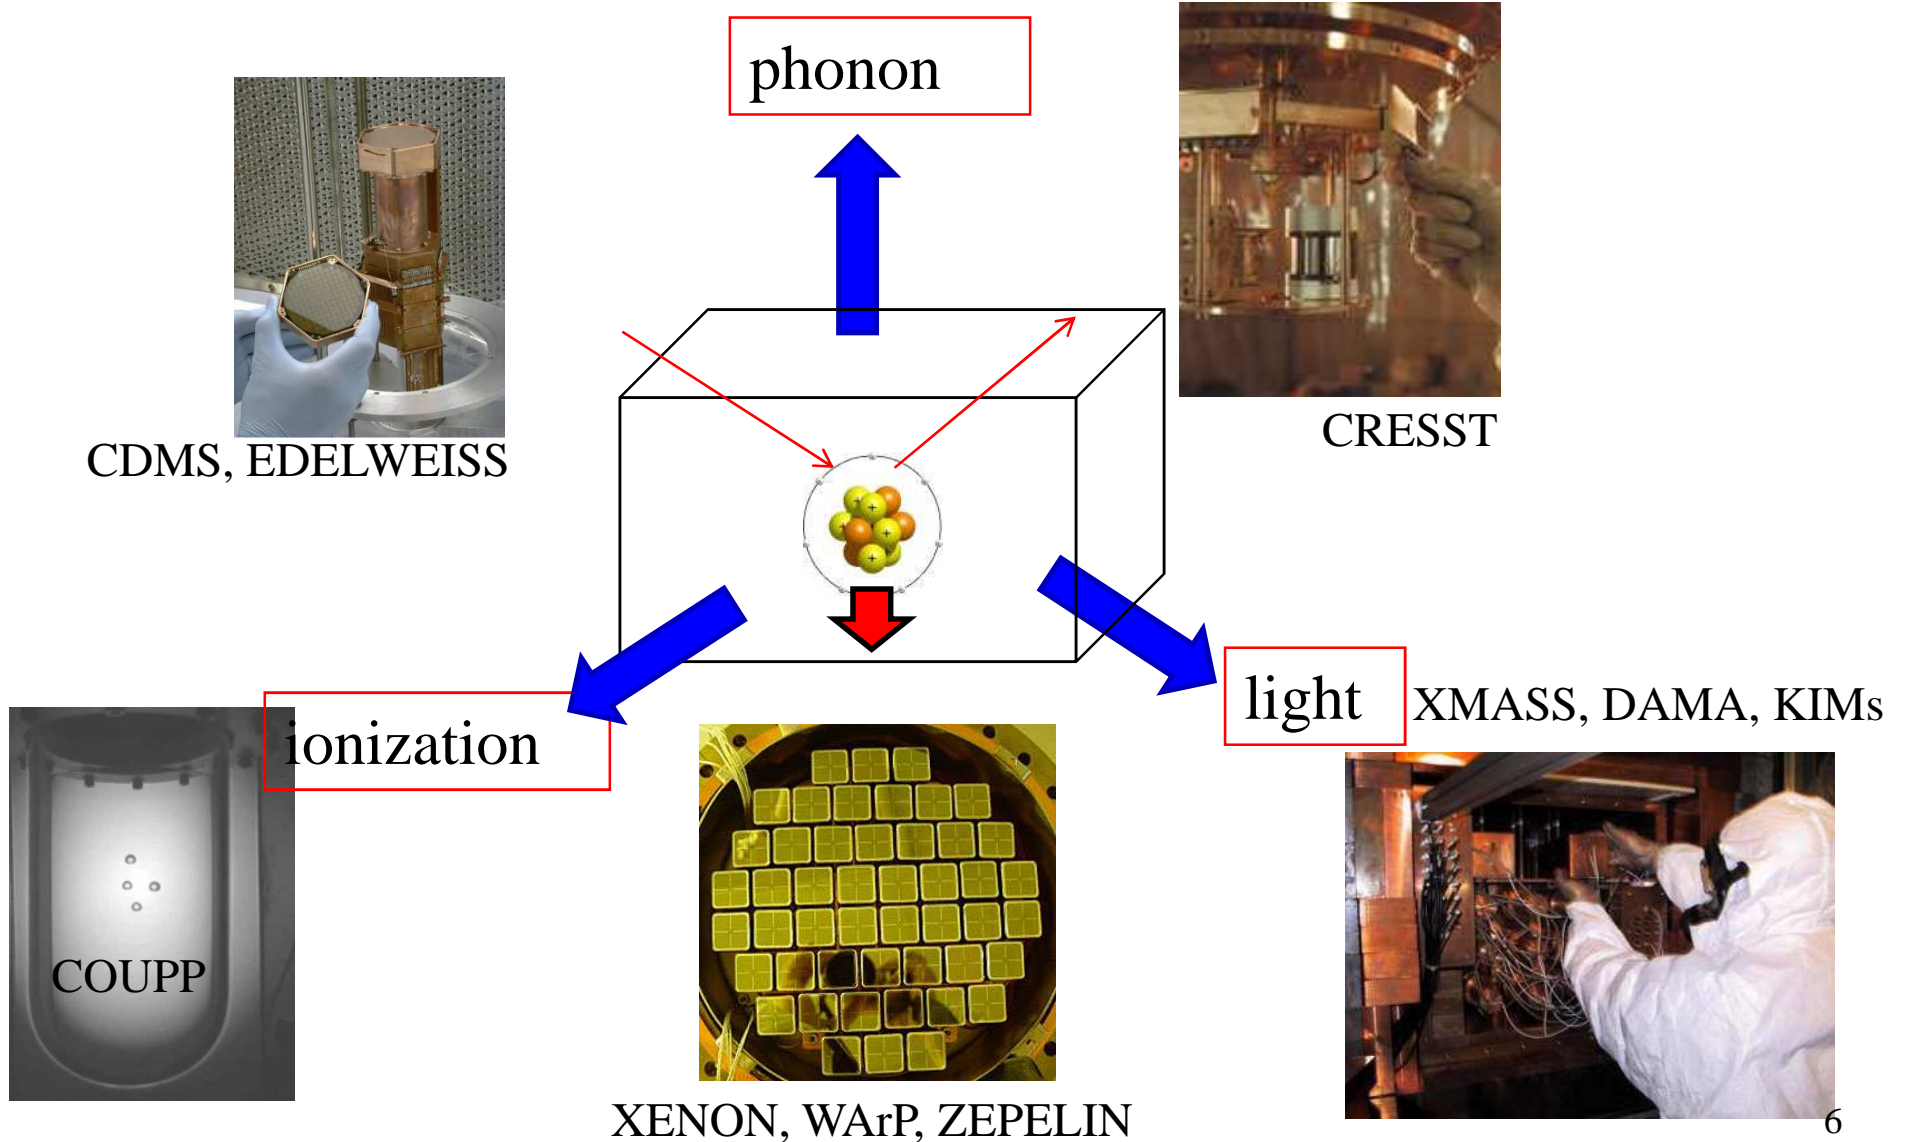 phonon
CRESST
CDMS, EDELWEISS
light
XMASS, DAMA, KIMs
ionization
COUPP
XENON, WArP, ZEPELIN
6